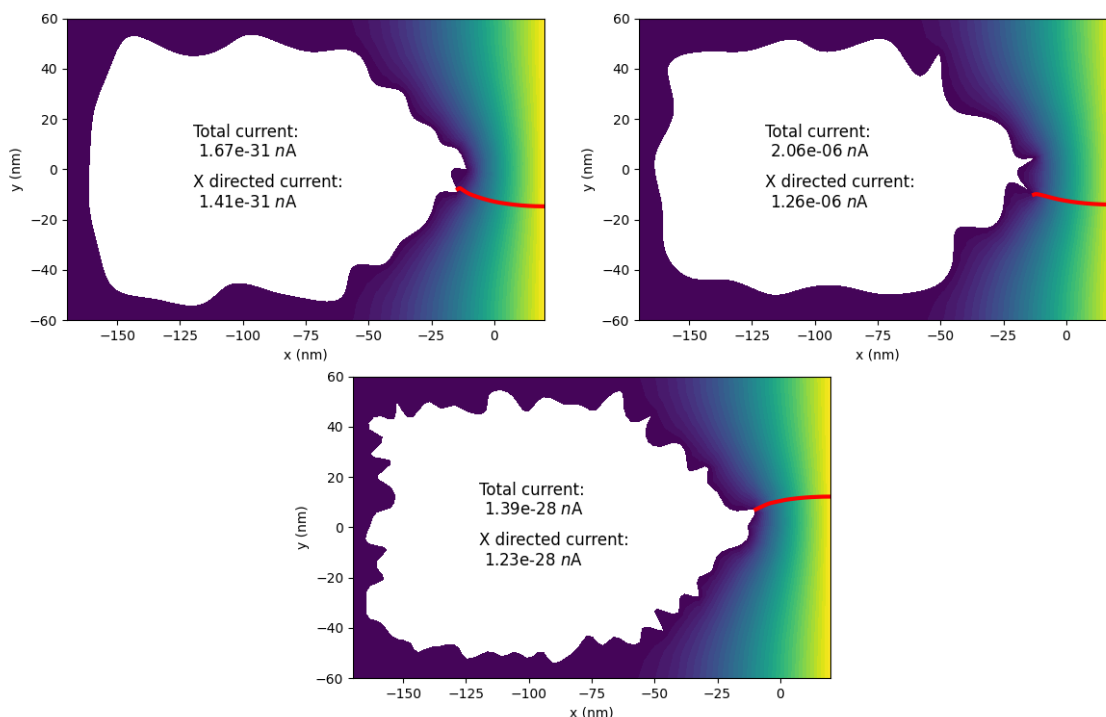 60
40
20
0
−20
−40
−60
y (nm)
Total current:
1.67e-31 nA
X directed current:
1.41e-31 nA
−150
−125
−100
−75
−50
−25
0
x (nm)
60
40
20
0
−20
−40
−60
y (nm)
Total current:
2.06e-06 nA
X directed current:
1.26e-06 nA
−150
−125
−100
−75
−50
−25
0
x (nm)
60
40
20
0
−20
−40
−60
y (nm)
Total current:
1.39e-28 nA
X directed current:
1.23e-28 nA
−150
−125
−100
−75
−50
−25
0
x (nm)